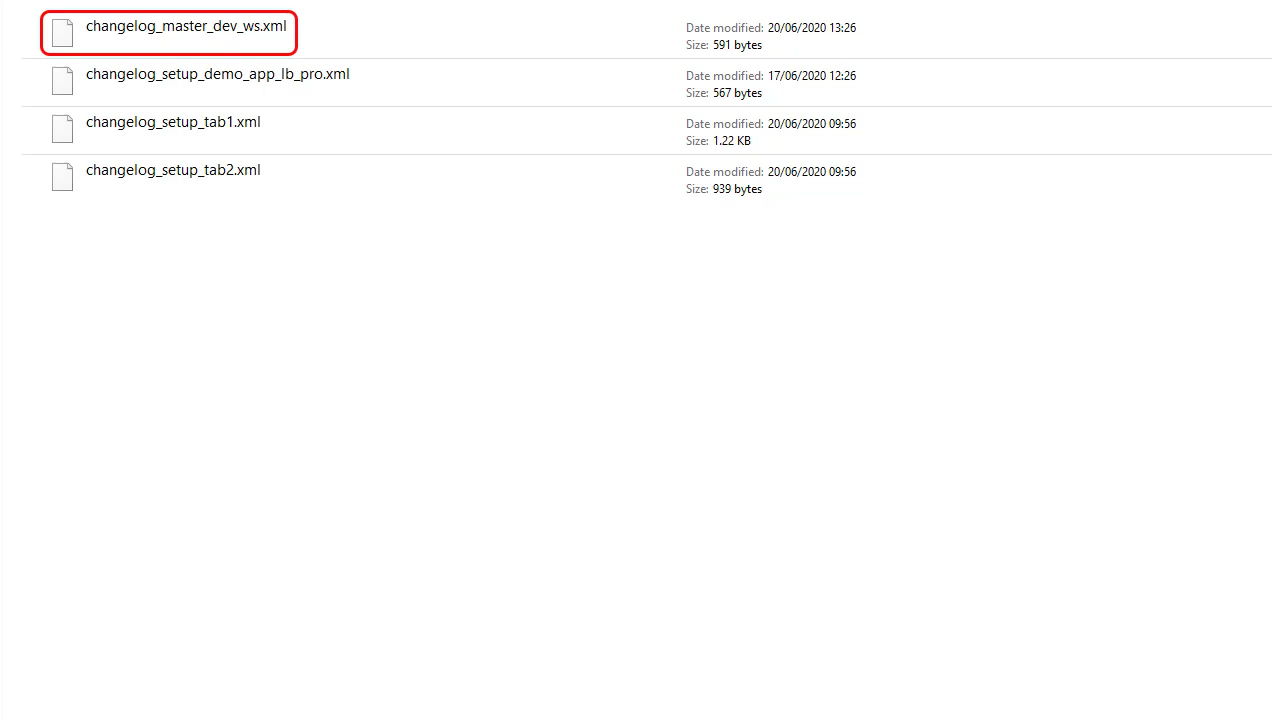 changelog_master_dev_ws.xml
Date modified: 20/06/2020 13:26
Size: 591 bytes
changelog_setup_demo_app_lb_pro.xml
Date modified: 17/06/2020 12:26
Size: 567 bytes
changelog_setup_tab1.xml
Date modified: 20/06/2020 09:56
Size: 1.22 KB
changelog_setup_tab2.xml
Date modified: 20/06/2020 09:56
Size: 939 bytes